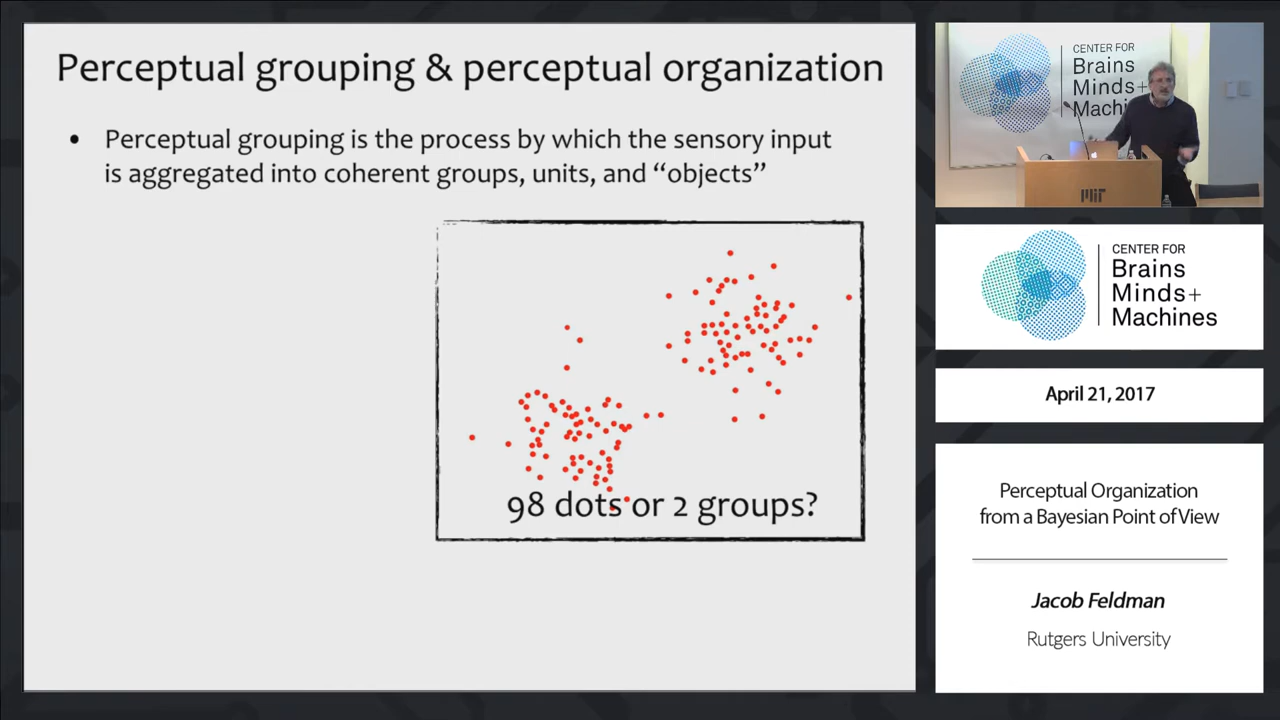 Perceptual grouping & perceptual organization
• Perceptual grouping is the process by which the sensory input
is aggregated into coherent groups, units, and “objects”
98 dots or 2 groups?
CENTER FOR
Brains
Minds+
Machi
MIT
CENTER FOR
Brains
Minds+
Machines
April 21, 2017
Perceptual Organization
from a Bayesian Point of View
Jacob Feldman
Rutgers University